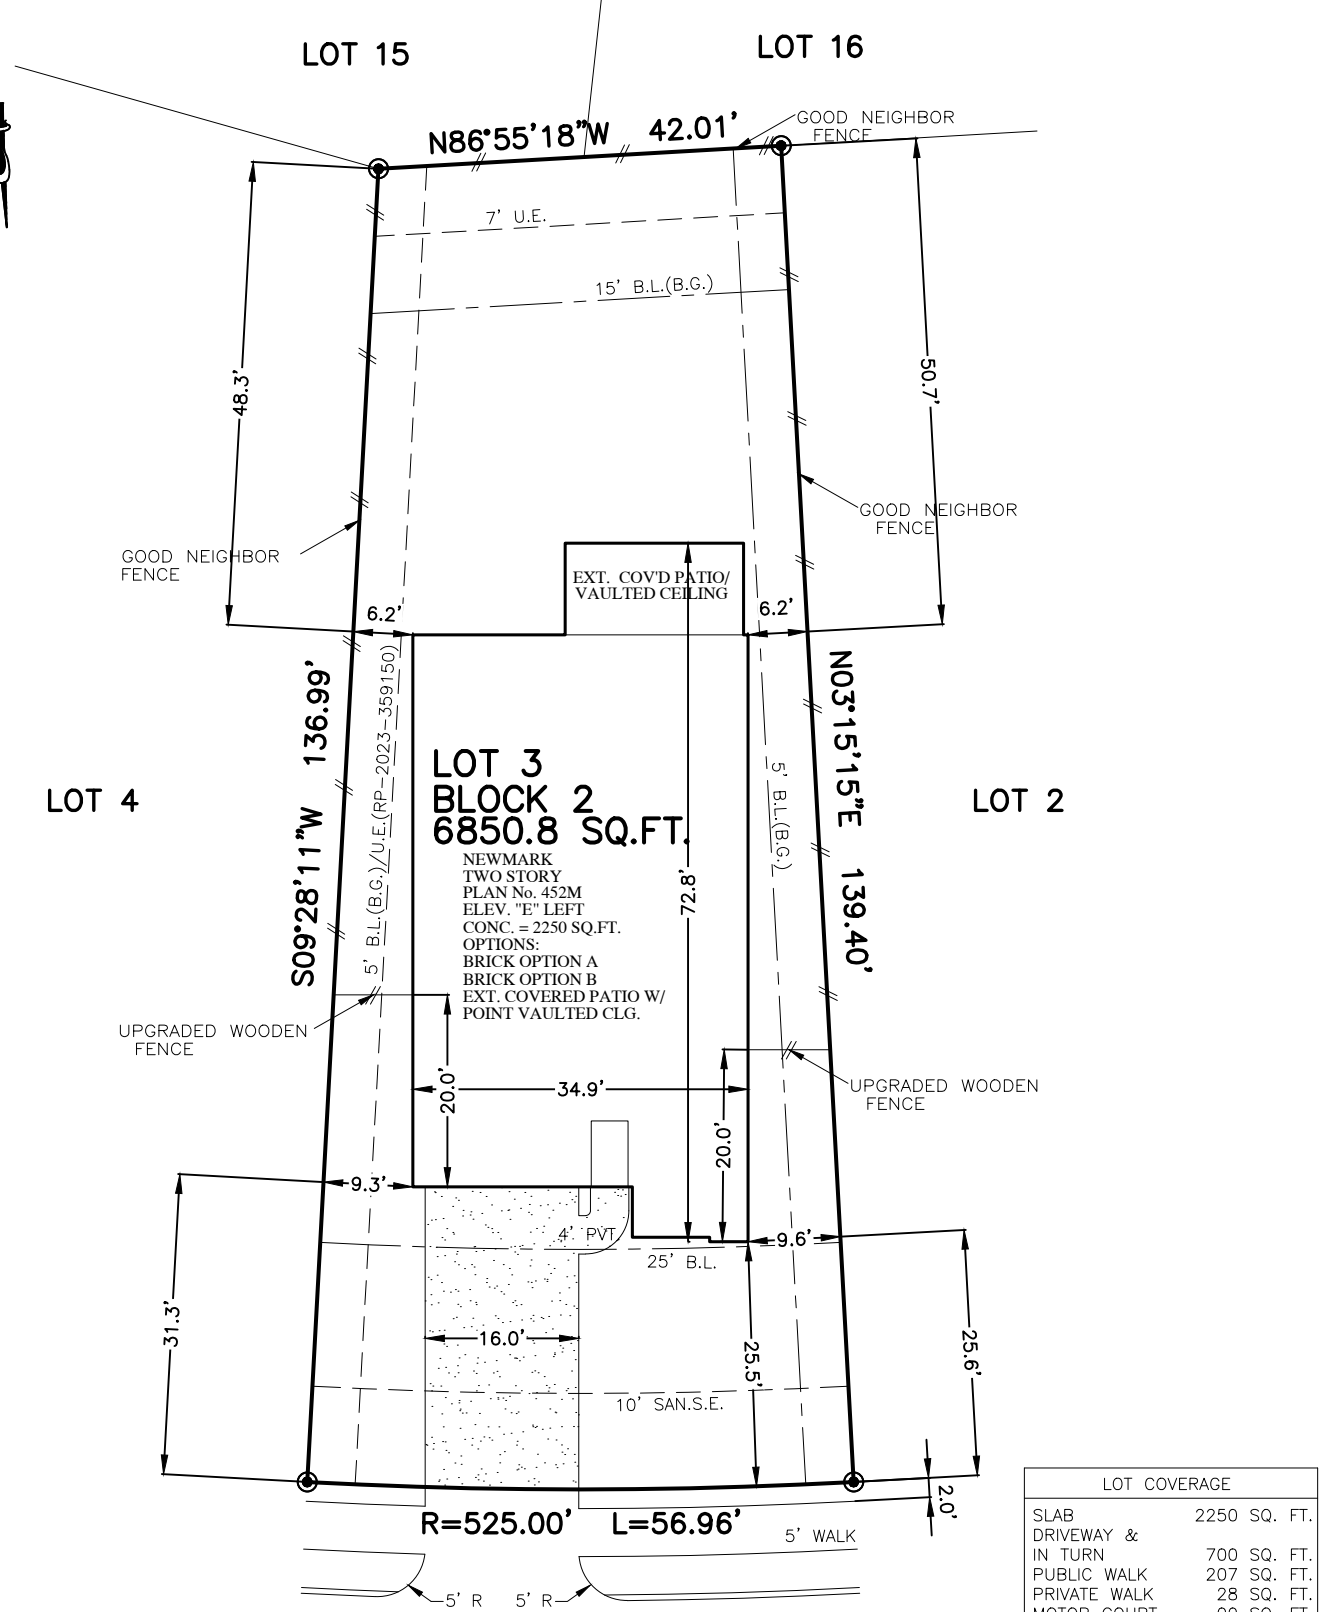 LOT 15
LOT 16
GOOD NEIGHBOR
FENCE
N86°55'18"W 42.01'
7' U.E.
15' B.L.(B.G.)
48.3'
50.7'
GOOD NEIGHBOR
FENCE
GOOD NEIGHBOR
FENCE
EXT. COV'D PATIO/
VAULTED CEILING
6.2'
6.2'
S09°28'11"W 136.99'
5' B.L.(B.G.)/U.E.(RP-2023-359150)
N03°15'15"E 139.40'
5' B.L.(B.G.)
LOT 4
LOT 2
LOT 3
BLOCK 2
6850.8 SQ.FT.
NEWMARK
TWO STORY
PLAN No. 452M
ELEV. "E" LEFT
CONC. = 2250 SQ.FT.
OPTIONS:
BRICK OPTION A
BRICK OPTION B
EXT. COVERED PATIO W/
POINT VAULTED CLG.
72.8'
UPGRADED WOODEN
FENCE
UPGRADED WOODEN
FENCE
20.0'
34.9'
20.0'
9.3'
4' PVT.
9.6'
25' B.L.
31.3'
16.0'
25.5'
25.6'
10' SAN.S.E.
2.0'
R=525.00' L=56.96'
5' WALK
5' R 5' R
LOT COVERAGE
SLAB 2250 SQ. FT.
DRIVEWAY &
IN TURN 700 SQ. FT.
PUBLIC WALK 207 SQ. FT.
PRIVATE WALK 28 SQ. FT.
MOTOR COURT SQ. FT.